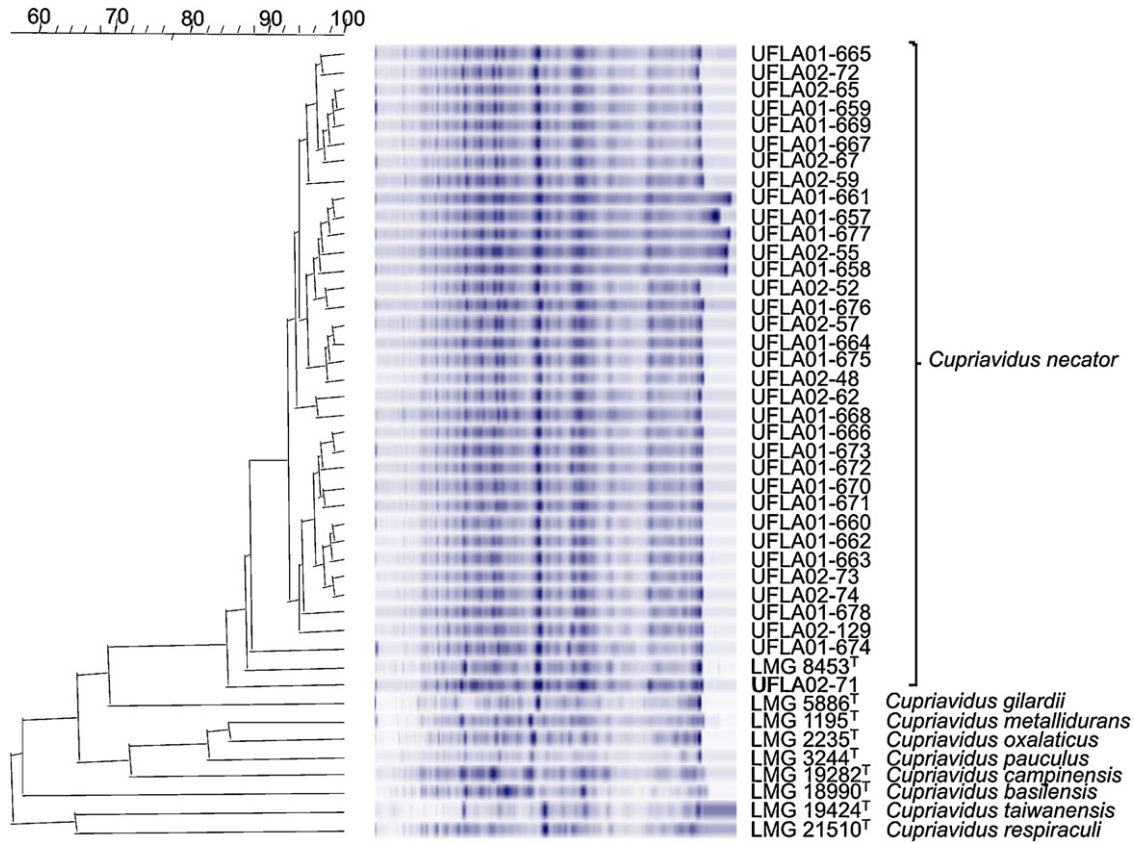 60 70 80 90 100
UFLA01-665
UFLA02-72
UFLA02-65
UFLA01-659
UFLA01-669
UFLA01-667
UFLA02-67
UFLA02-59
UFLA01-661
UFLA01-657
UFLA01-677
UFLA02-55
UFLA01-658
UFLA02-52
UFLA01-676
UFLA02-57
UFLA01-664
UFLA01-675
Cupriavidus necator
UFLA02-48
UFLA02-62
UFLA01-668
UFLA01-666
UFLA01-673
UFLA01-672
UFLA01-670
UFLA01-671
UFLA01-660
UFLA01-662
UFLA01-663
UFLA02-73
UFLA02-74
UFLA01-678
UFLA02-129
UFLA01-674
LMG 8453ᵀ
UFLA02-71
LMG 5886ᵀ Cupriavidus gilardii
LMG 1195ᵀ Cupriavidus metallidurans
LMG 2235ᵀ Cupriavidus oxalaticus
LMG 3244ᵀ Cupriavidus pauculus
LMG 19282ᵀ Cupriavidus campinensis
LMG 18990ᵀ Cupriavidus basilensis
LMG 19424ᵀ Cupriavidus taiwanensis
LMG 21510ᵀ Cupriavidus respiraculi